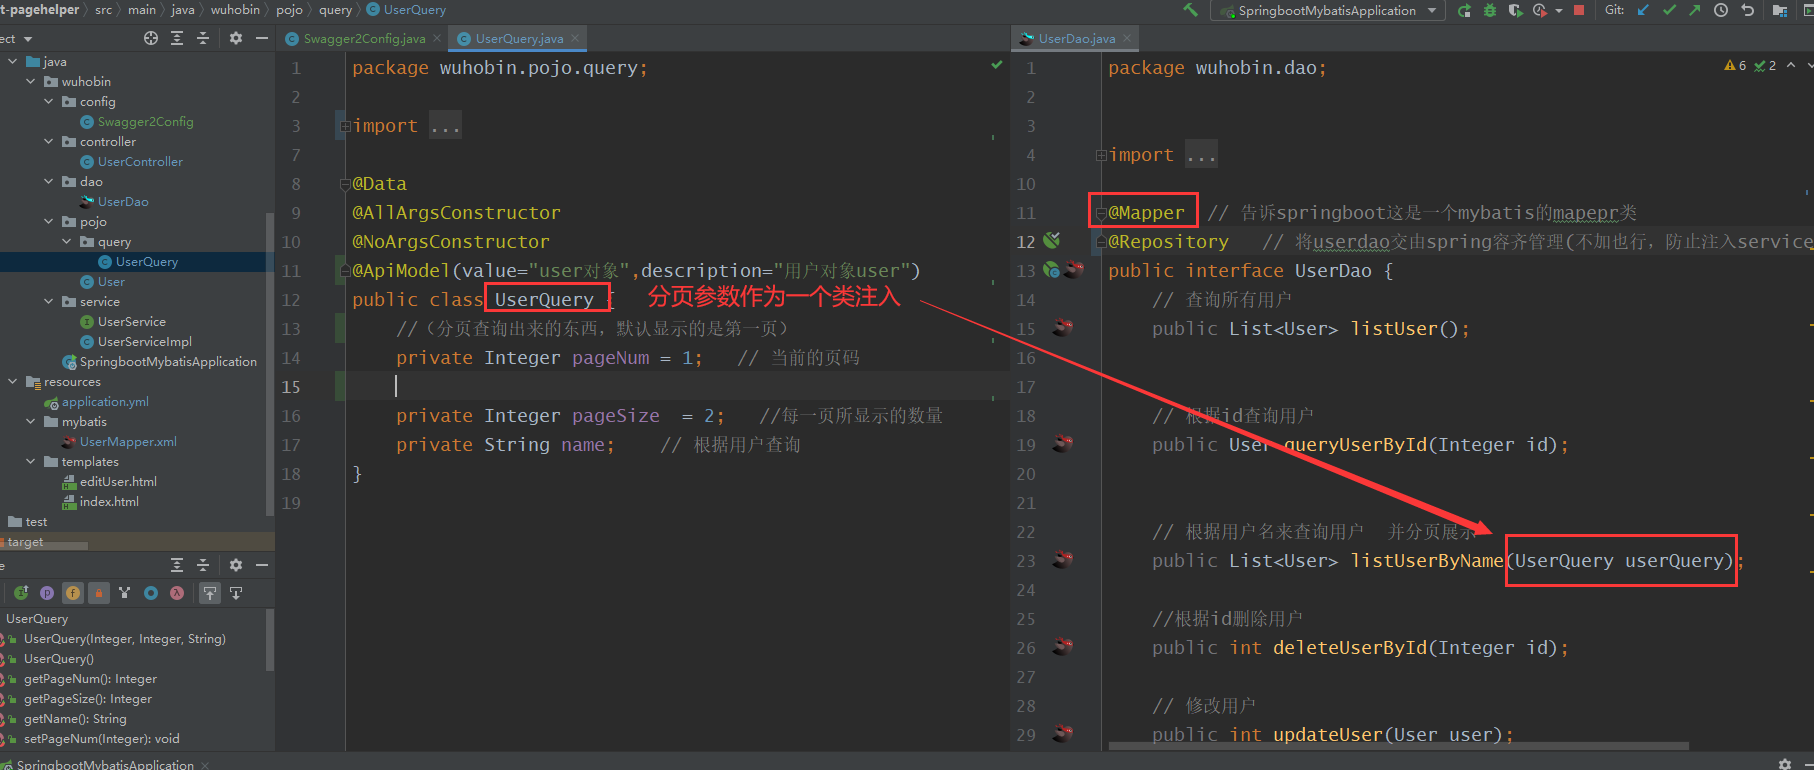 t-pagehelper 〉 src 〉 main 〉 java 〉 wuhobin 〉 pojo 〉 query 〉 UserQuery
SpringbootMybatisApplication
Git:
ect
java
wuhobin
config
Swagger2Config
controller
UserController
dao
UserDao
pojo
query
UserQuery
User
service
UserService
UserServiceImpl
SpringbootMybatisApplication
resources
application.yml
mybatis
UserMapper.xml
templates
editUser.html
index.html
test
target
e
UserQuery
UserQuery(Integer, Integer, String)
UserQuery()
getPageNum(): Integer
getPageSize(): Integer
getName(): String
setPageNum(Integer): void
SpringbootMybatisApplication
Swagger2Config.java
UserQuery.java
1 package wuhobin.pojo.query;
2
3 import ...
7
8 @Data
9 @AllArgsConstructor
10 @NoArgsConstructor
11 @ApiModel(value="user对象",description="用户对象user")
12 public class UserQuery { 分页参数作为一个类注入
13 //（分页查询出来的东西，默认显示的是第一页）
14 private Integer pageNum = 1; // 当前的页码
15
16 private Integer pageSize = 2; //每一页所显示的数量
17 private String name; // 根据用户查询
18 }
19
UserDao.java
6 2
1 package wuhobin.dao;
2
3
4 import ...
10
11 @Mapper // 告诉springboot这是一个mybatis的mapepr类
12 @Repository // 将userdao交由spring容齐管理(不加也行，防止注入service
13 public interface UserDao {
14 // 查询所有用户
15 public List<User> listUser();
16
17
18 // 根据id查询用户
19 public User queryUserById(Integer id);
20
21
22 // 根据用户名来查询用户 并分页展示
23 public List<User> listUserByName(UserQuery userQuery);
24
25 //根据id删除用户
26 public int deleteUserById(Integer id);
27
28 // 修改用户
29 public int updateUser(User user);